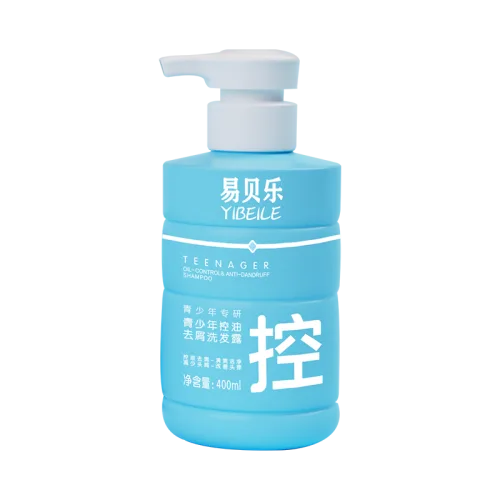 易贝乐
YIBEILE
TEENAGER
OIL-CONTROL& ANTI-DANDRUFF
SHAMPOO
青少年专研
青少年控油
去屑洗发露
控
净含量:400ml